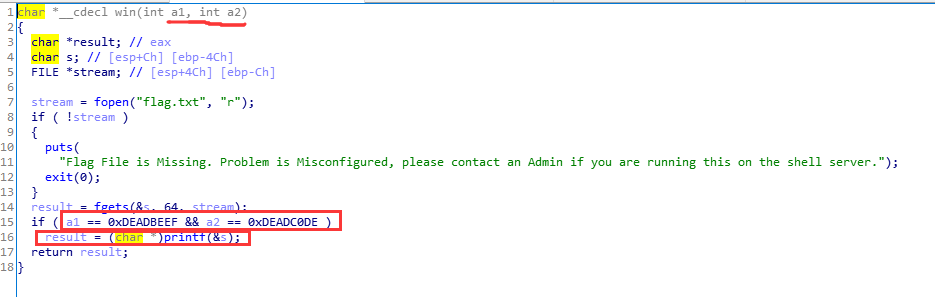 1 char *__cdecl win(int a1, int a2)
2 {
3 char *result; // eax
4 char s; // [esp+Ch] [ebp-4Ch]
5 FILE *stream; // [esp+4Ch] [ebp-Ch]
6
7 stream = fopen("flag.txt", "r");
8 if ( !stream )
9 {
10 puts(
11 "Flag File is Missing. Problem is Misconfigured, please contact an Admin if you are running this on the shell server.");
12 exit(0);
13 }
14 result = fgets(&s, 64, stream);
15 if ( a1 == 0xDEADBEEF && a2 == 0xDEADC0DE )
16 result = (char *)printf(&s);
17 return result;
18 }